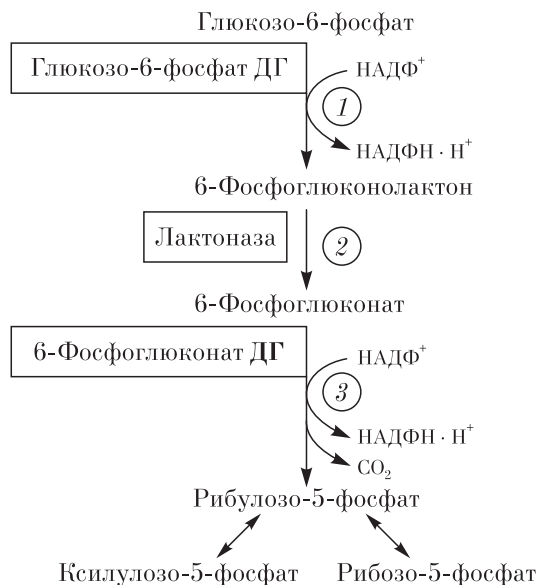 Глюкозо-6-фосфат
Глюкозо-6-фосфат ДГ
НАДФ⁺
1
НАДФН · Н⁺
6-Фосфоглюконолактон
Лактоназа
2
6-Фосфоглюконат
6-Фосфоглюконат ДГ
НАДФ⁺
3
НАДФН · Н⁺
CO₂
Рибулозо-5-фосфат
Ксилулозо-5-фосфат Рибозо-5-фосфат